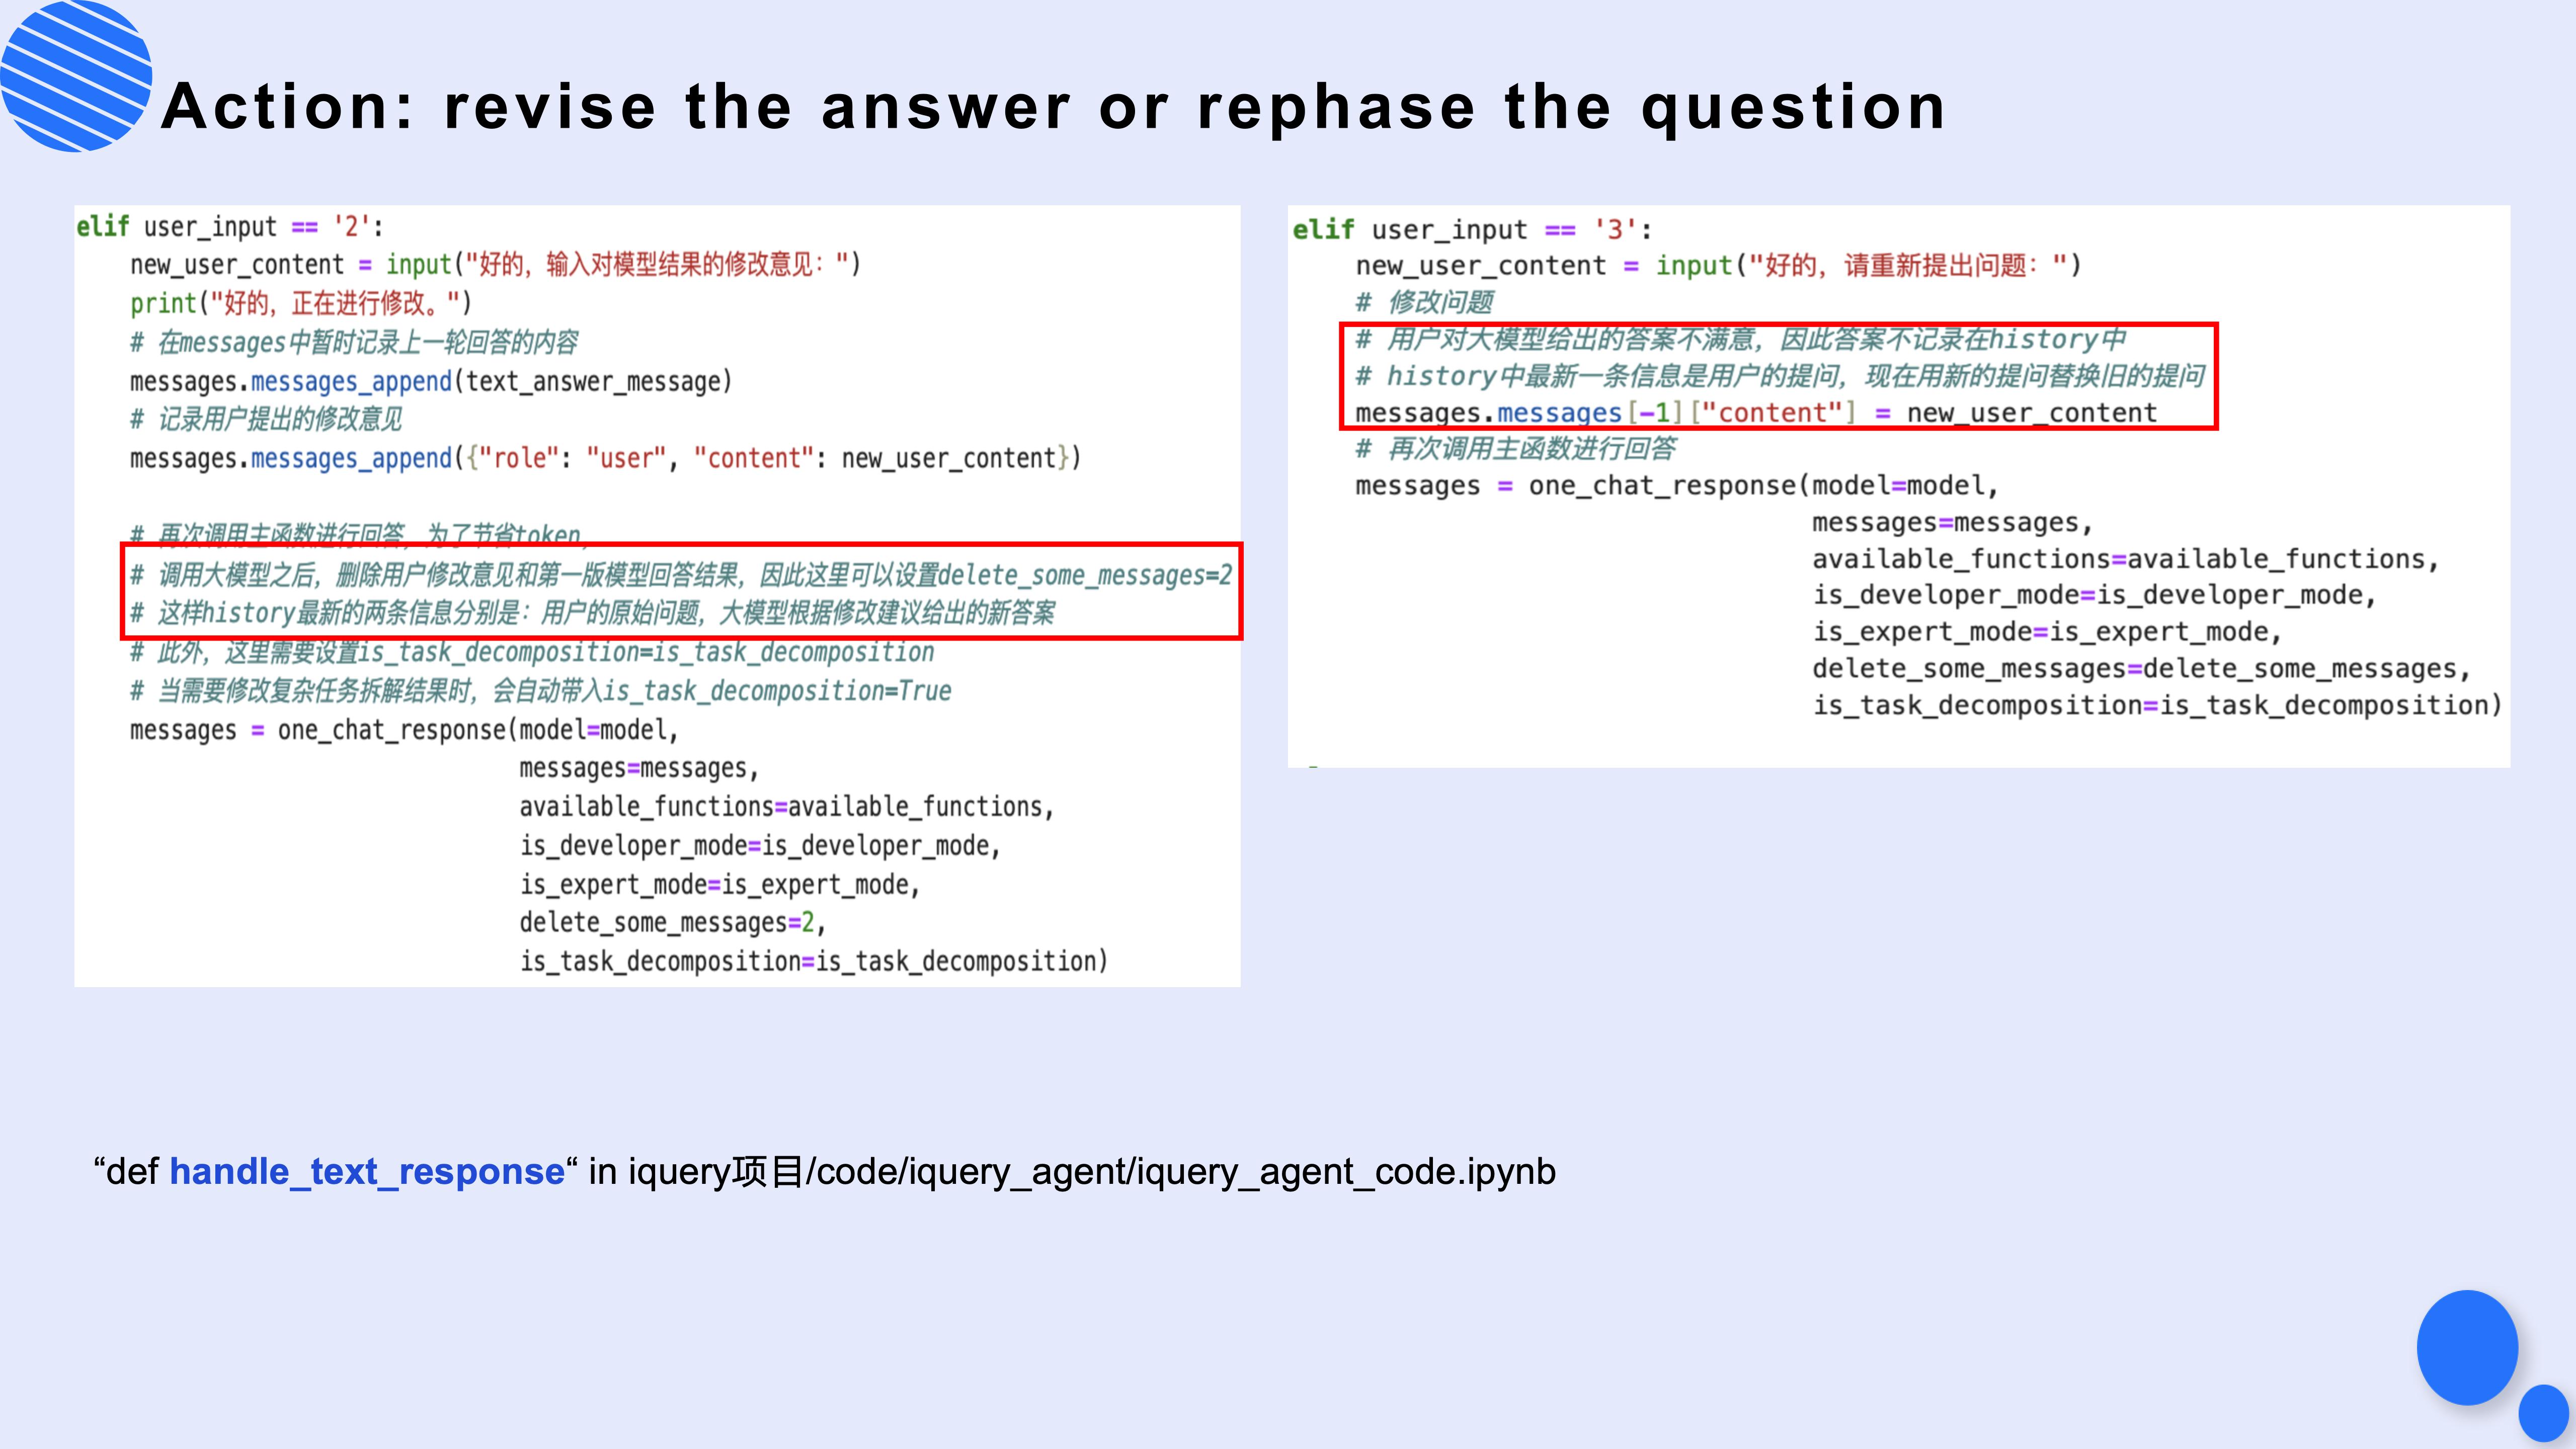 Action: revise the answer or rephase the question
elif user_input == '2':
    new_user_content = input("好的，输入对模型结果的修改意见：")
    print("好的，正在进行修改。")
    # 在messages中暂时记录上一轮回答的内容
    messages.messages_append(text_answer_message)
    # 记录用户提出的修改意见
    messages.messages_append({"role": "user", "content": new_user_content})
    # 再次调用主函数进行回答，为了节省token，
    # 调用大模型之后，删除用户修改意见和第一版模型回答结果，因此这里可以设置delete_some_messages=2
    # 这样history最新的两条信息分别是：用户的原始问题，大模型根据修改建议给出的新答案
    # 此外，这里需要设置is_task_decomposition=is_task_decomposition
    # 当需要修改复杂任务拆解结果时，会自动带入is_task_decomposition=True
    messages = one_chat_response(model=model,
                                 messages=messages,
                                 available_functions=available_functions,
                                 is_developer_mode=is_developer_mode,
                                 is_expert_mode=is_expert_mode,
                                 delete_some_messages=2,
                                 is_task_decomposition=is_task_decomposition)
elif user_input == '3':
    new_user_content = input("好的，请重新提出问题：")
    # 修改问题
    # 用户对大模型给出的答案不满意，因此答案不记录在history中
    # history中最新一条信息是用户的提问，现在用新的提问替换旧的提问
    messages.messages[-1]["content"] = new_user_content
    # 再次调用主函数进行回答
    messages = one_chat_response(model=model,
                                 messages=messages,
                                 available_functions=available_functions,
                                 is_developer_mode=is_developer_mode,
                                 is_expert_mode=is_expert_mode,
                                 delete_some_messages=delete_some_messages,
                                 is_task_decomposition=is_task_decomposition)
“def handle_text_response“ in iquery项目/code/iquery_agent/iquery_agent_code.ipynb